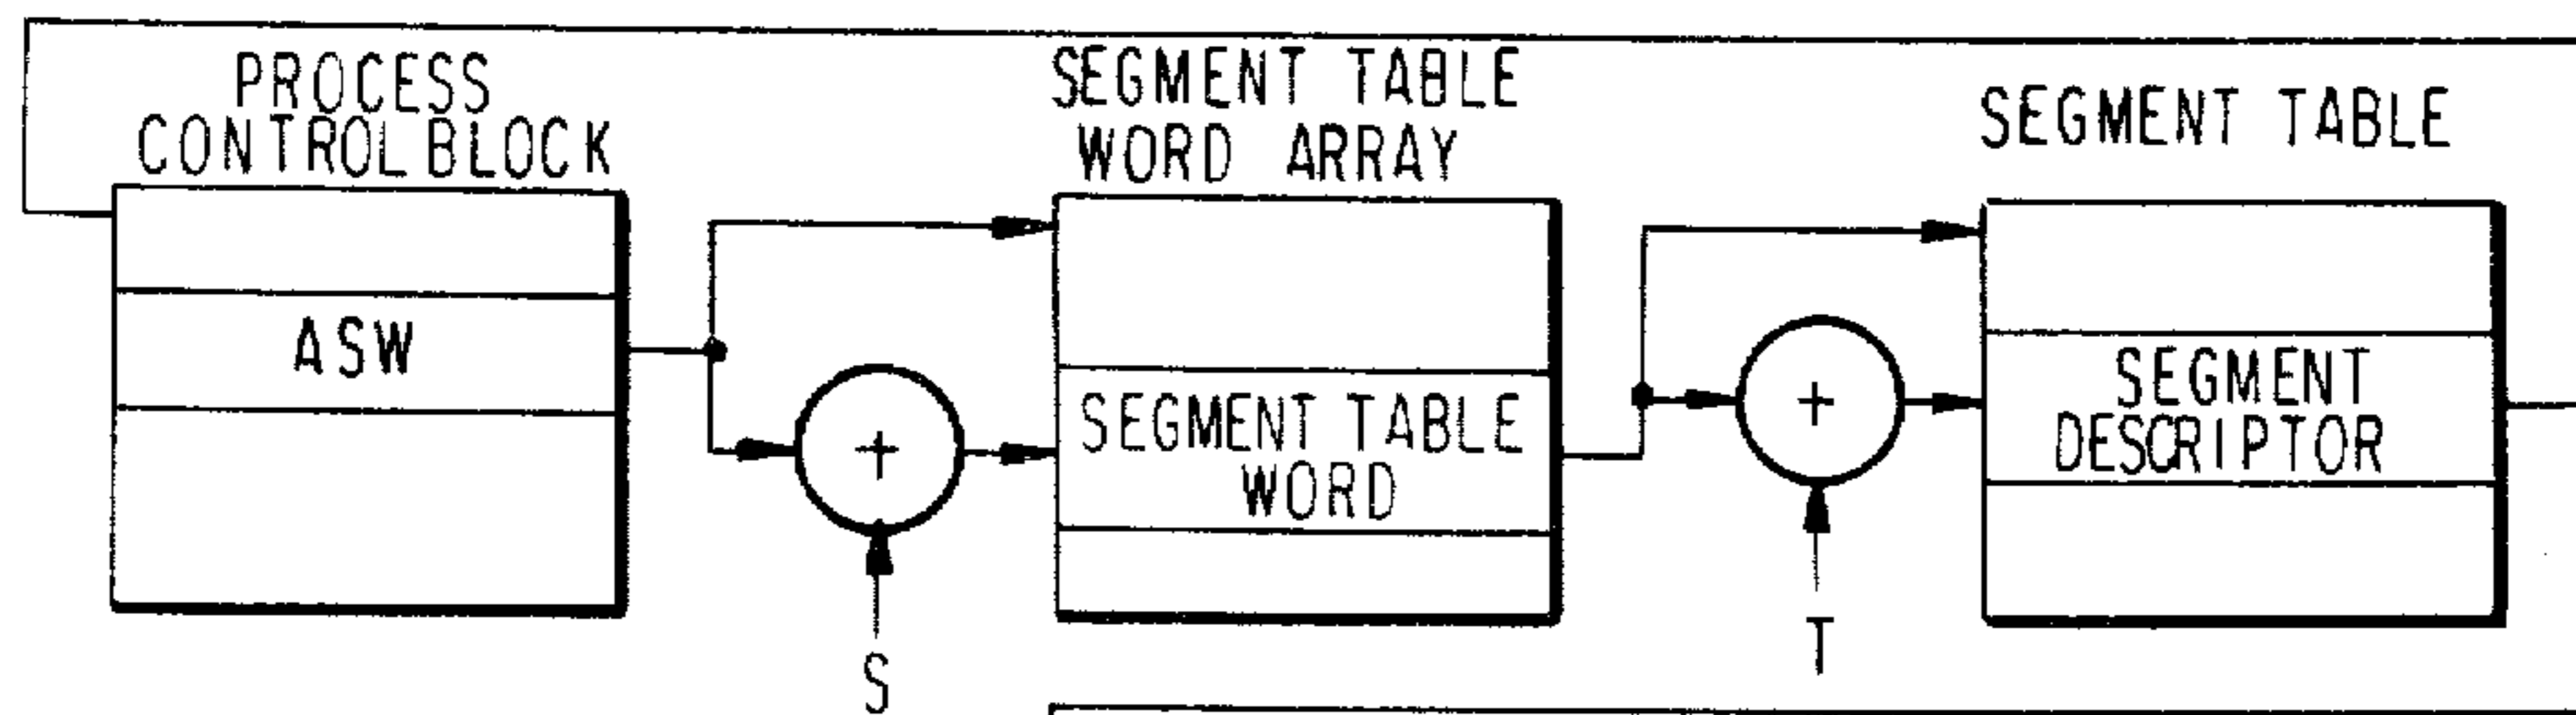 PROCESS
CONTROL BLOCK
SEGMENT TABLE
WORD ARRAY
SEGMENT TABLE
ASW
+
SEGMENT TABLE
WORD
+
SEGMENT
DESCRIPTOR
S
T